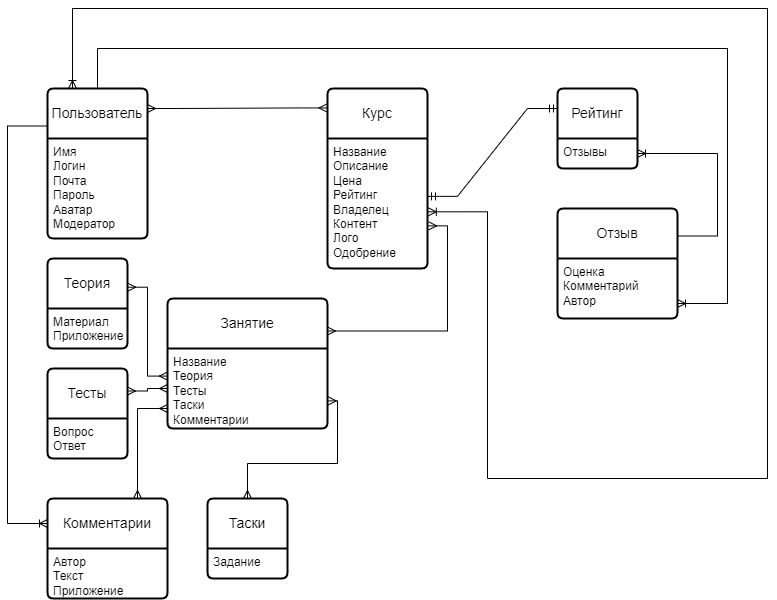 Пользователь
Имя
Логин
Почта
Пароль
Аватар
Модератор
Курс
Название
Описание
Цена
Рейтинг
Владелец
Контент
Лого
Одобрение
Рейтинг
Отзывы
Отзыв
Оценка
Комментарий
Автор
Теория
Материал
Приложение
Занятие
Название
Теория
Тесты
Таски
Комментарии
Тесты
Вопрос
Ответ
Комментарии
Автор
Текст
Приложение
Таски
Задание